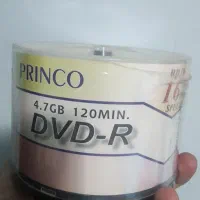 PRINCO
4.7GB 120MIN.
DVD-R